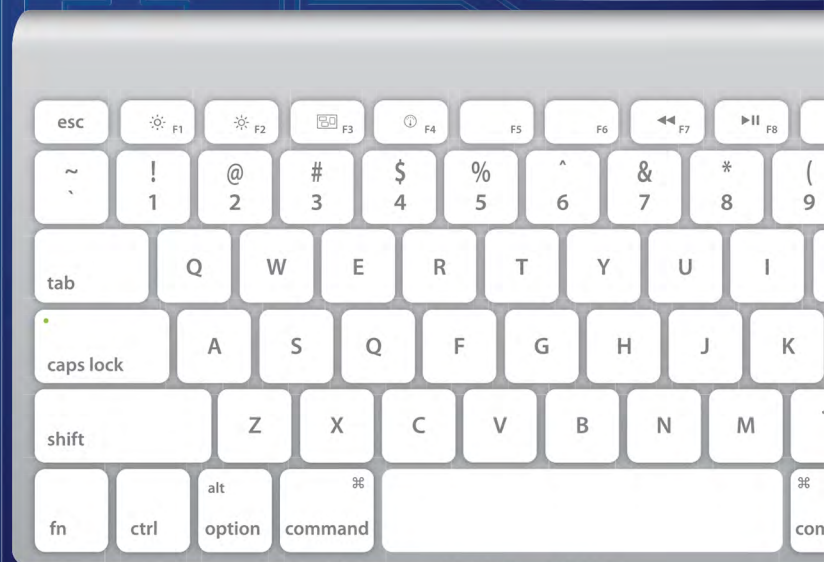 esc F1 F2 F3 F4 F5 F6 F7 F8
~ ! @ # $ % ^ & * (
` 1 2 3 4 5 6 7 8 9
tab Q W E R T Y U I
caps lock A S Q F G H J K
shift Z X C V B N M
alt ⌘ ⌘
fn ctrl option command com